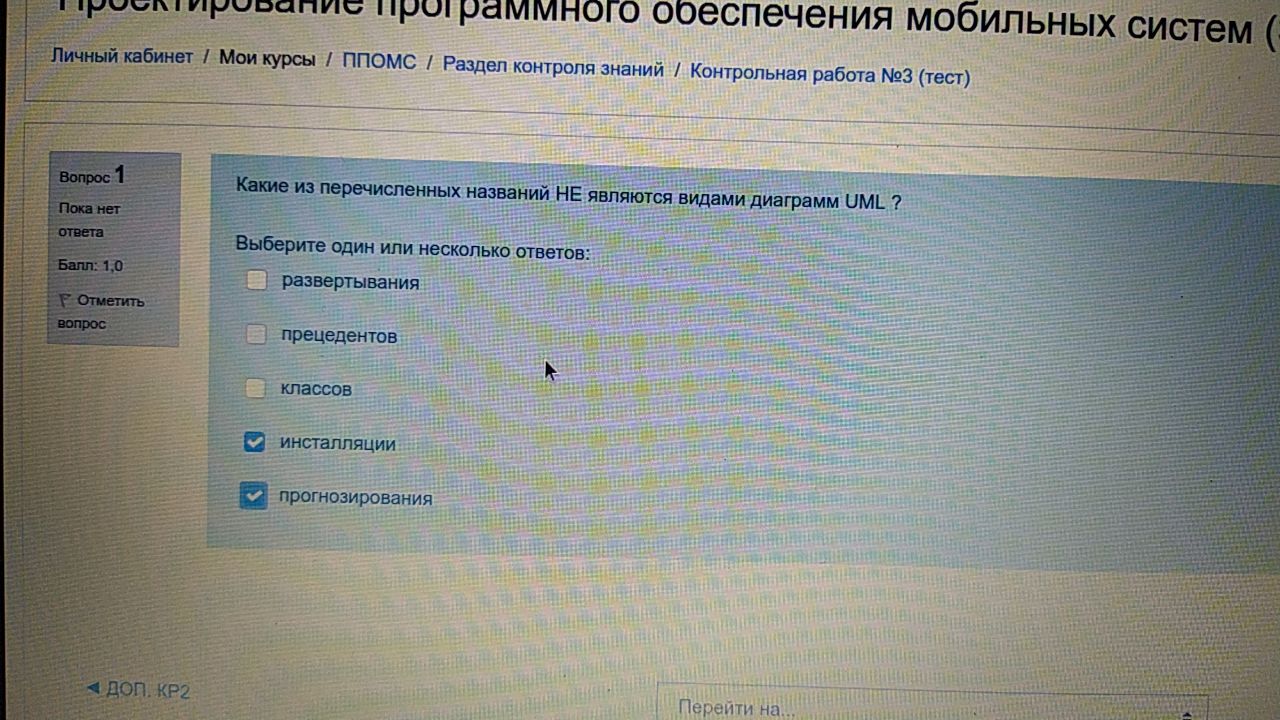 Проектирование программного обеспечения мобильных систем (
Личный кабинет / Мои курсы / ППОМС / Раздел контроля знаний / Контрольная работа №3 (тест)
Вопрос 1
Пока нет
ответа
Балл: 1,0
Отметить
вопрос
Какие из перечисленных названий НЕ являются видами диаграмм UML ?
Выберите один или несколько ответов:
развертывания
прецедентов
классов
инсталляции
прогнозирования
◄ ДОП. КР2
Перейти на...